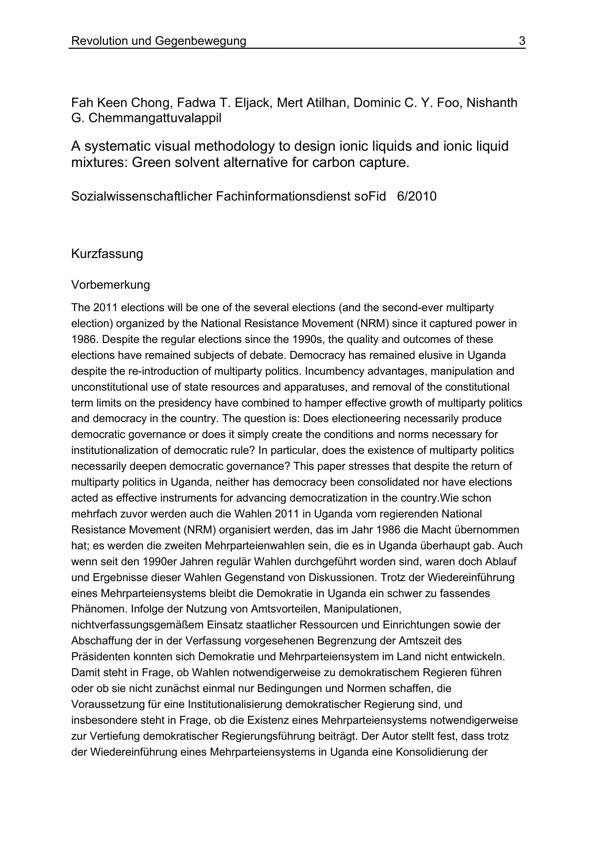 Revolution und Gegenbewegung 3
Fah Keen Chong, Fadwa T. Eljack, Mert Atilhan, Dominic C. Y. Foo, Nishanth
G. Chemmangattuvalappil
A systematic visual methodology to design ionic liquids and ionic liquid
mixtures: Green solvent alternative for carbon capture.
Sozialwissenschaftlicher Fachinformationsdienst soFid 6/2010
Kurzfassung
Vorbemerkung
The 2011 elections will be one of the several elections (and the second-ever multiparty
election) organized by the National Resistance Movement (NRM) since it captured power in
1986. Despite the regular elections since the 1990s, the quality and outcomes of these
elections have remained subjects of debate. Democracy has remained elusive in Uganda
despite the re-introduction of multiparty politics. Incumbency advantages, manipulation and
unconstitutional use of state resources and apparatuses, and removal of the constitutional
term limits on the presidency have combined to hamper effective growth of multiparty politics
and democracy in the country. The question is: Does electioneering necessarily produce
democratic governance or does it simply create the conditions and norms necessary for
institutionalization of democratic rule? In particular, does the existence of multiparty politics
necessarily deepen democratic governance? This paper stresses that despite the return of
multiparty politics in Uganda, neither has democracy been consolidated nor have elections
acted as effective instruments for advancing democratization in the country.Wie schon
mehrfach zuvor werden auch die Wahlen 2011 in Uganda vom regierenden National
Resistance Movement (NRM) organisiert werden, das im Jahr 1986 die Macht übernommen
hat; es werden die zweiten Mehrparteienwahlen sein, die es in Uganda überhaupt gab. Auch
wenn seit den 1990er Jahren regulär Wahlen durchgeführt worden sind, waren doch Ablauf
und Ergebnisse dieser Wahlen Gegenstand von Diskussionen. Trotz der Wiedereinführung
eines Mehrparteiensystems bleibt die Demokratie in Uganda ein schwer zu fassendes
Phänomen. Infolge der Nutzung von Amtsvorteilen, Manipulationen,
nichtverfassungsgemäßem Einsatz staatlicher Ressourcen und Einrichtungen sowie der
Abschaffung der in der Verfassung vorgesehenen Begrenzung der Amtszeit des
Präsidenten konnten sich Demokratie und Mehrparteiensystem im Land nicht entwickeln.
Damit steht in Frage, ob Wahlen notwendigerweise zu demokratischem Regieren führen
oder ob sie nicht zunächst einmal nur Bedingungen und Normen schaffen, die
Voraussetzung für eine Institutionalisierung demokratischer Regierung sind, und
insbesondere steht in Frage, ob die Existenz eines Mehrparteiensystems notwendigerweise
zur Vertiefung demokratischer Regierungsführung beiträgt. Der Autor stellt fest, dass trotz
der Wiedereinführung eines Mehrparteiensystems in Uganda eine Konsolidierung der